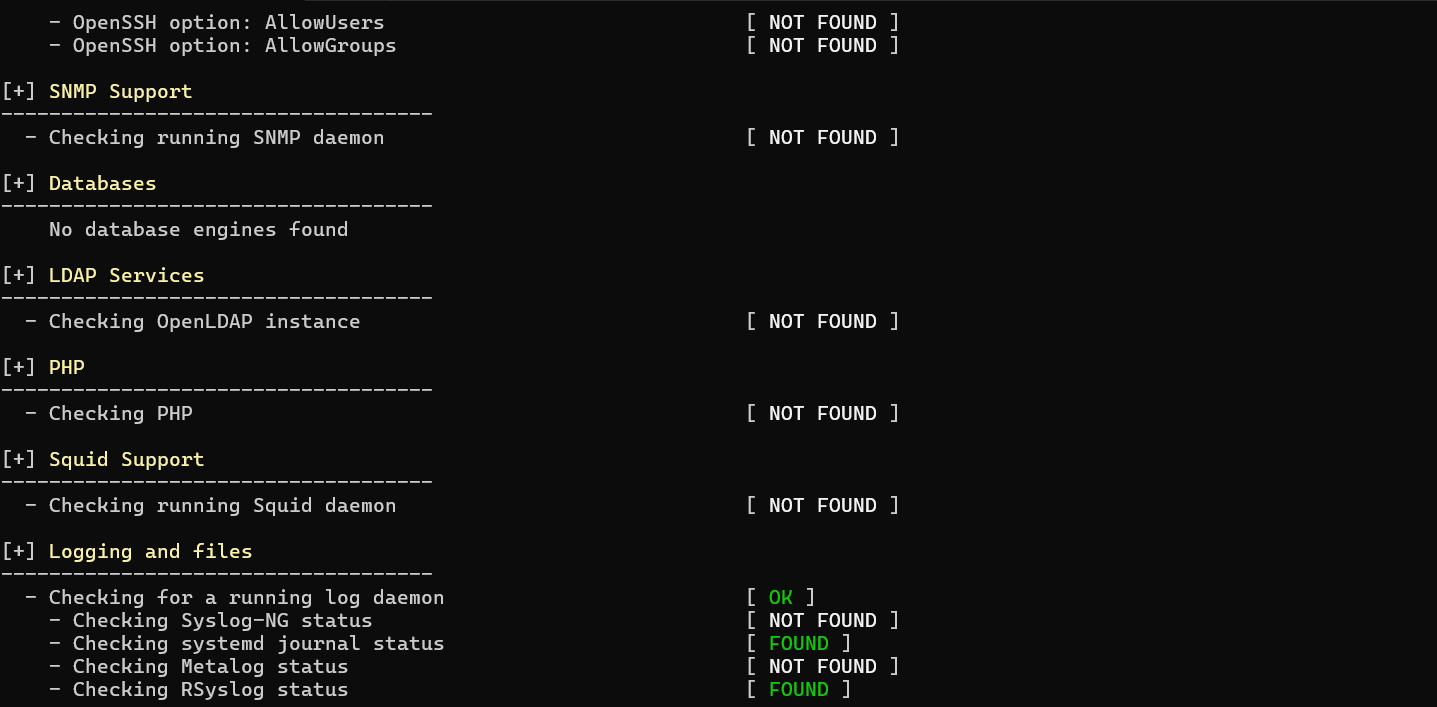 - OpenSSH option: AllowUsers [ NOT FOUND ]
- OpenSSH option: AllowGroups [ NOT FOUND ]
[+] SNMP Support
------------------------------------
- Checking running SNMP daemon [ NOT FOUND ]
[+] Databases
------------------------------------
No database engines found
[+] LDAP Services
------------------------------------
- Checking OpenLDAP instance [ NOT FOUND ]
[+] PHP
------------------------------------
- Checking PHP [ NOT FOUND ]
[+] Squid Support
------------------------------------
- Checking running Squid daemon [ NOT FOUND ]
[+] Logging and files
------------------------------------
- Checking for a running log daemon [ OK ]
- Checking Syslog-NG status [ NOT FOUND ]
- Checking systemd journal status [ FOUND ]
- Checking Metalog status [ NOT FOUND ]
- Checking RSyslog status [ FOUND ]